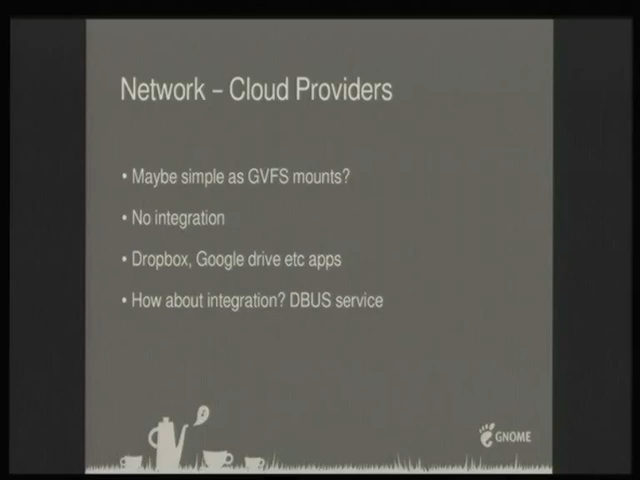 Network – Cloud Providers
• Maybe simple as GVFS mounts?
• No integration
• Dropbox, Google drive etc apps
• How about integration? DBUS service
GNOME